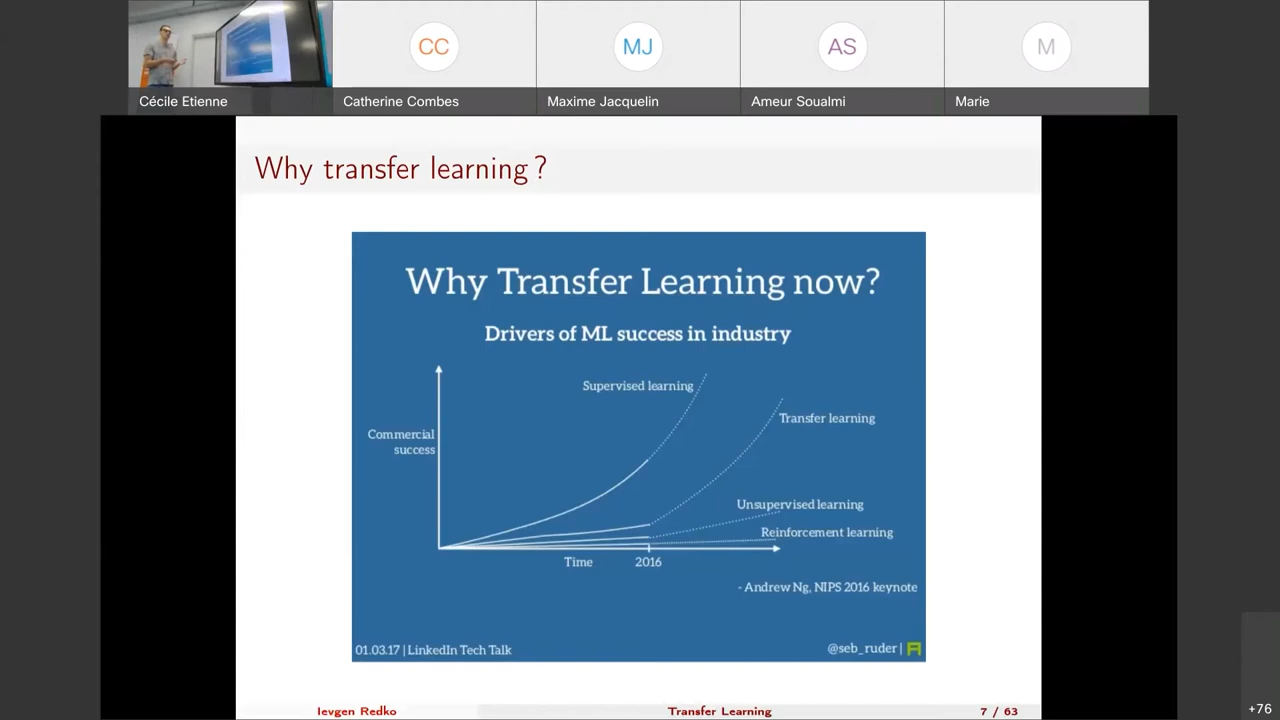 CC
MJ
AS
M
Cécile Etienne
Catherine Combes
Maxime Jacquelin
Ameur Soualmi
Marie
Why transfer learning ?
Why Transfer Learning now?
Drivers of ML success in industry
Supervised learning
Transfer learning
Commercial
success
Unsupervised learning
Reinforcement learning
Time
2016
- Andrew Ng, NIPS 2016 keynote
01.03.17 | LinkedIn Tech Talk
@seb_ruder |
Ievgen Redko
Transfer Learning
7 / 63
+76